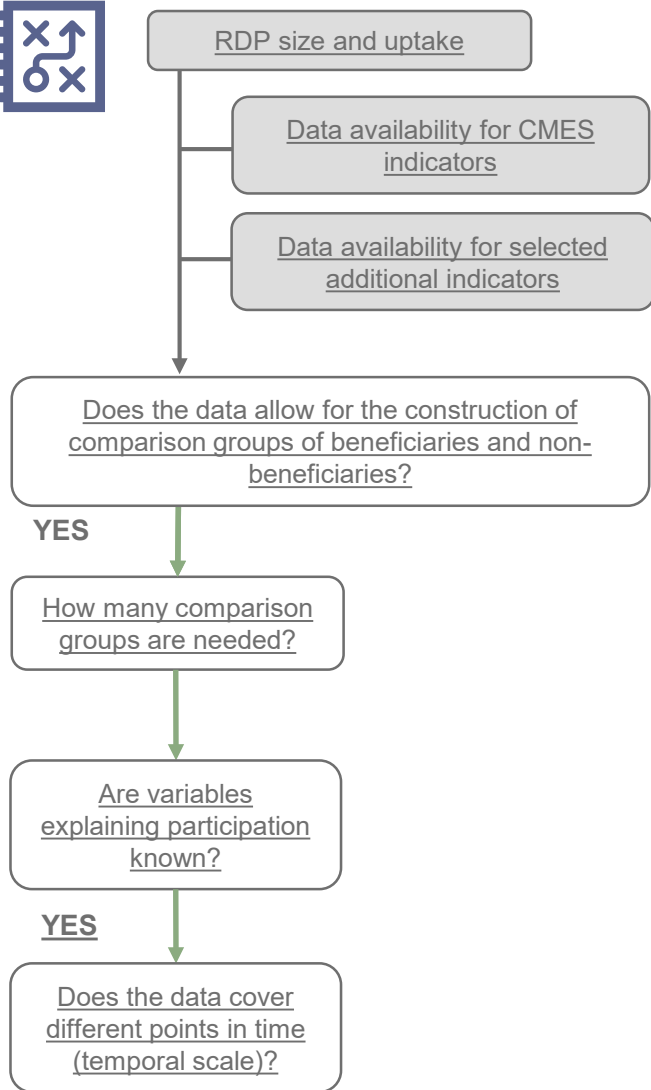 RDP size and uptake
Data availability for CMES
indicators
Data availability for selected
additional indicators
Does the data allow for the construction of
comparison groups of beneficiaries and non-
beneficiaries?
YES
How many comparison
groups are needed?
Are variables
explaining participation
known?
YES
Does the data cover
different points in time
(temporal scale)?